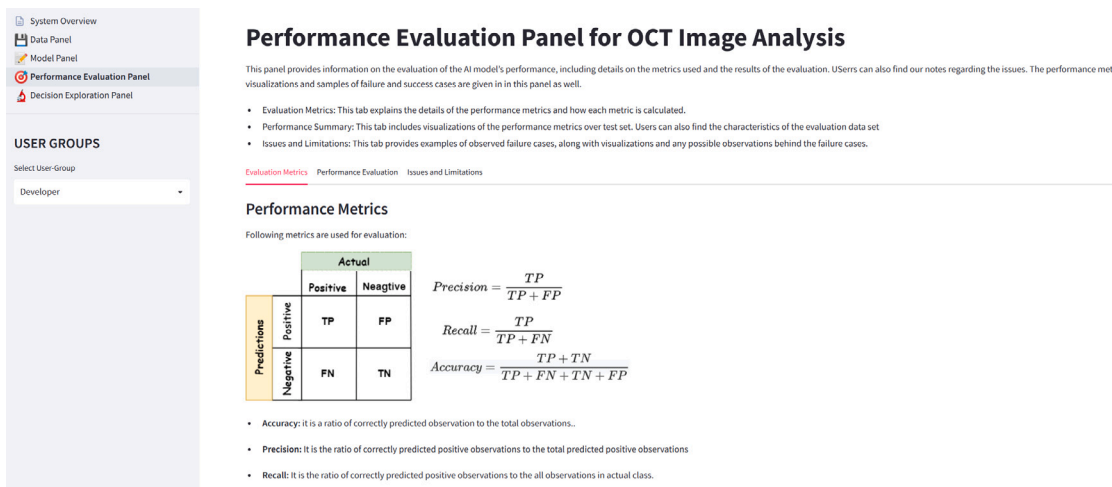 System Overview
Data Panel
Model Panel
Performance Evaluation Panel
Decision Exploration Panel
USER GROUPS
Select User-Group
Developer
Performance Evaluation Panel for OCT Image Analysis
This panel provides information on the evaluation of the AI model's performance, including details on the metrics used and the results of the evaluation. USerrs can also find our notes regarding the issues. The performance met
visualizations and samples of failure and success cases are given in in this panel as well.
• Evaluation Metrics: This tab explains the details of the performance metrics and how each metric is calculated.
• Performance Summary: This tab includes visualizations of the performance metrics over test set. Users can also find the characteristics of the evaluation data set
• Issues and Limitations: This tab provides examples of observed failure cases, along with visualizations and any possible observations behind the failure cases.
Evaluation Metrics Performance Evaluation Issues and Limitations
Performance Metrics
Following metrics are used for evaluation:
Actual
Positive Neagtive
Predictions
Positive TP FP
Negative FN TN
Precision = TP / TP + FP
Recall = TP / TP + FN
Accuracy = TP + TN / TP + FN + TN + FP
• Accuracy: it is a ratio of correctly predicted observation to the total observations..
• Precision: It is the ratio of correctly predicted positive observations to the total predicted positive observations
• Recall: It is the ratio of correctly predicted positive observations to the all observations in actual class.